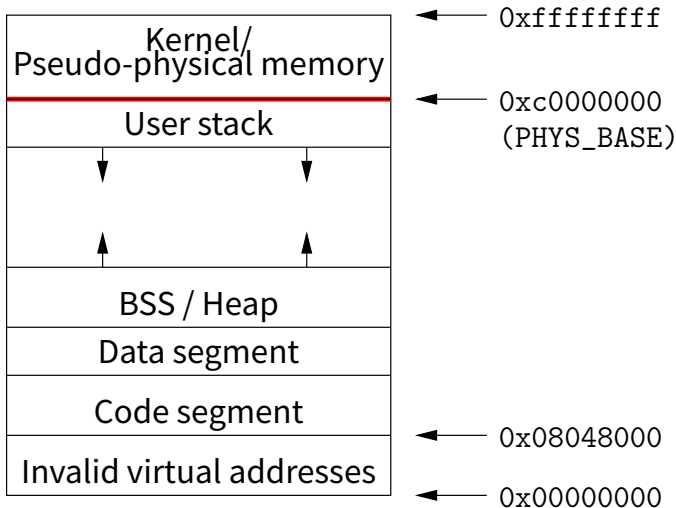 Kernel/
Pseudo-physical memory
0xffffffff
0xc0000000
(PHYS_BASE)
User stack
BSS / Heap
Data segment
Code segment
0x08048000
Invalid virtual addresses
0x00000000